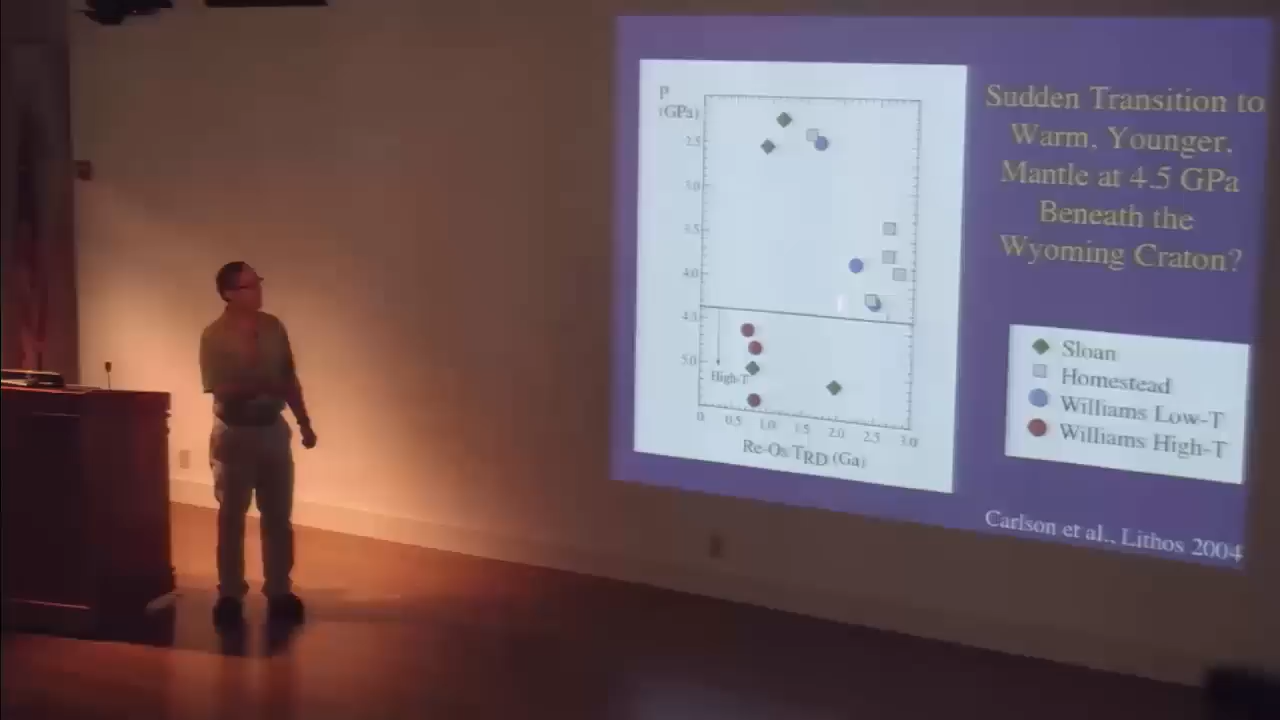 Sudden Transition to
Warm, Younger,
Mantle at 4.5 GPa
Beneath the
Wyoming Craton?
P
(GPa)
2.5
3.0
3.5
4.0
4.5
5.0
High-T
0 0.5 1.0 1.5 2.0 2.5 3.0
Re-Os TRD (Ga)
Sloan
Homestead
Williams Low-T
Williams High-T
Carlson et al., Lithos 2004